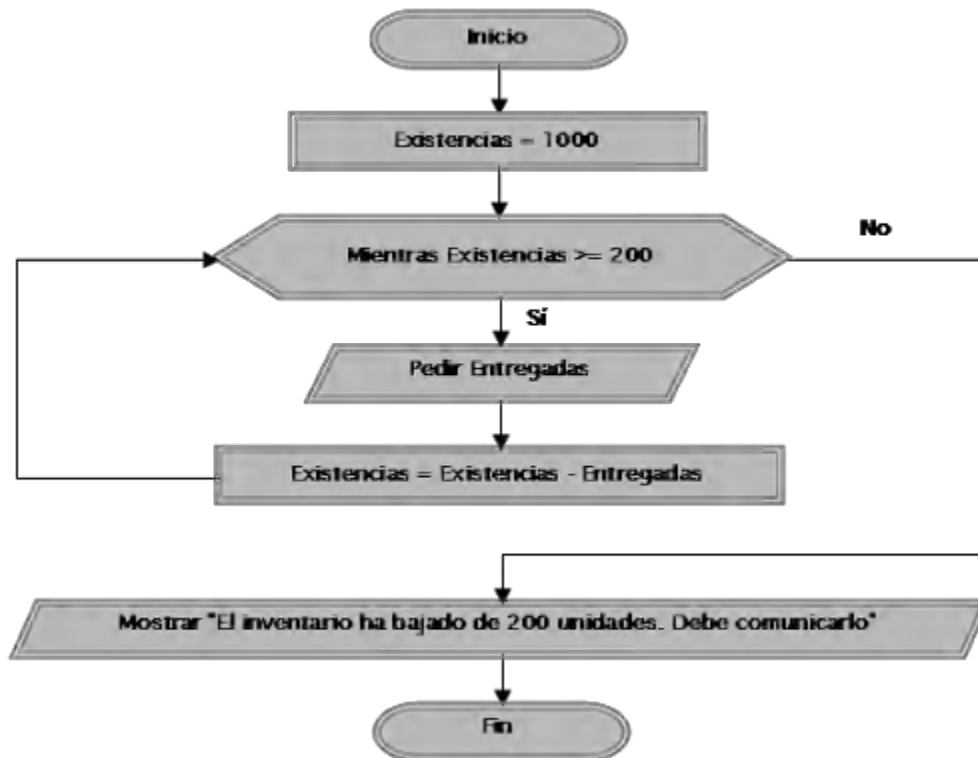 Inicio
Existencias = 1000
Mientras Existencias >= 200
No
Sí
Pedir Entregadas
Existencias = Existencias - Entregadas
Mostrar "El inventario ha bajado de 200 unidades. Debe comunicarlo"
Fin